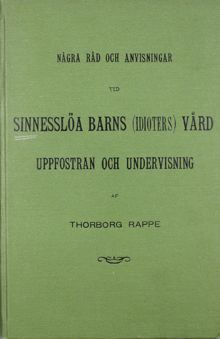 NÅGRA RÅD OCH ANVISNINGAR
VID
SINNESSLÖA BARNS (IDIOTERS) VÅRD
UPPFOSTRAN OCH UNDERVISNING
AF
THORBORG RAPPE